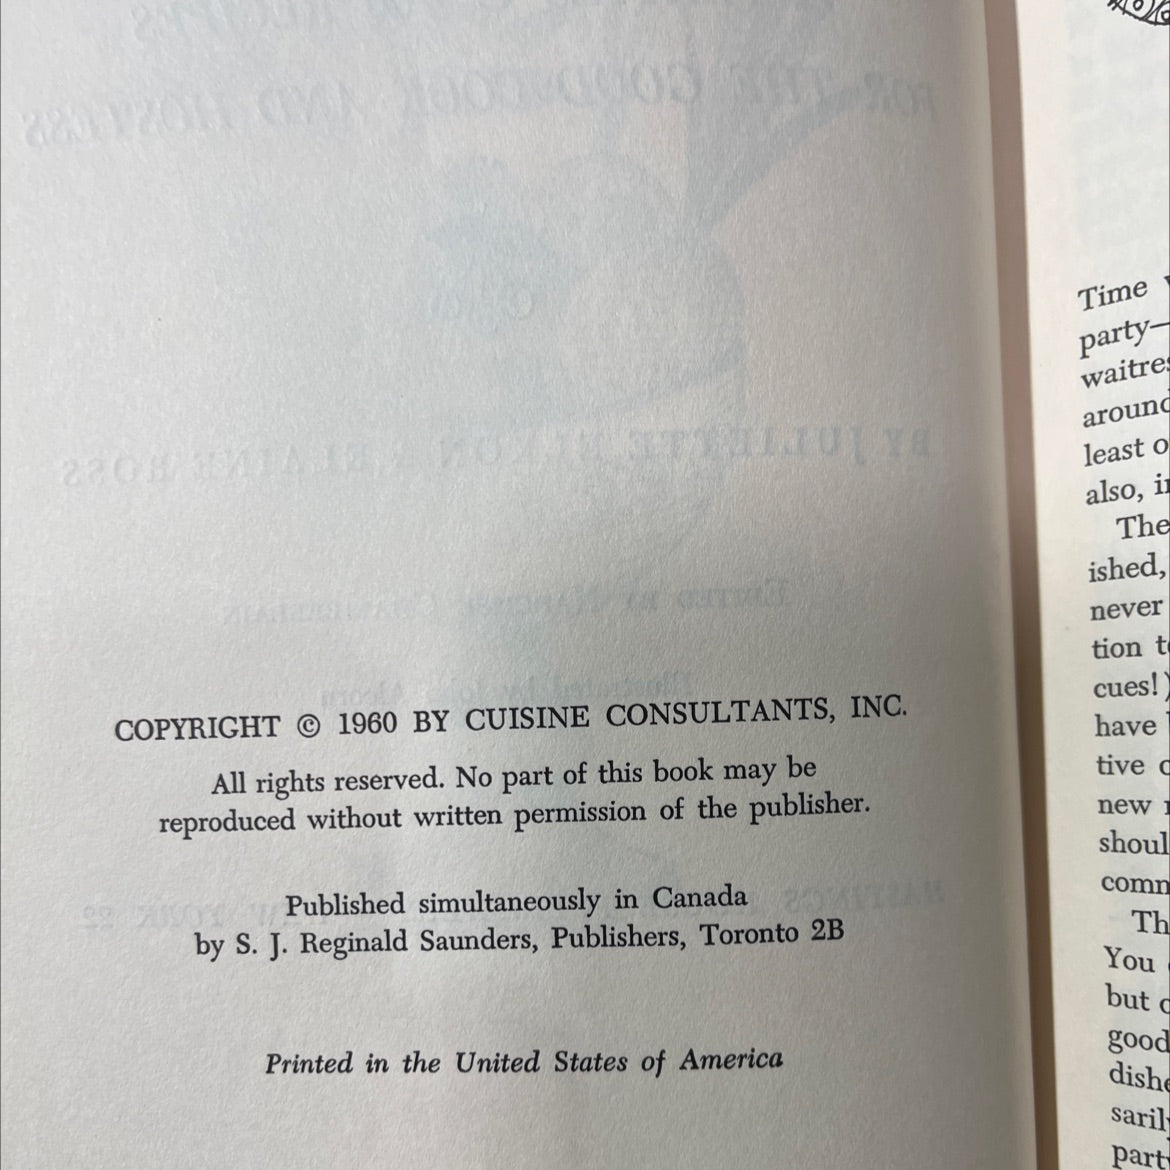 COPYRIGHT © 1960 BY CUISINE CONSULTANTS, INC.
All rights reserved. No part of this book may be
reproduced without written permission of the publisher.
Published simultaneously in Canada
by S. J. Reginald Saunders, Publishers, Toronto 2B
Printed in the United States of America
Time
party—
waitres
around
least o
also, i
The
ished,
never
tion t
cues!)
have
tive c
new
shoul
comm
Th
You
but c
good
dishe
saril
part